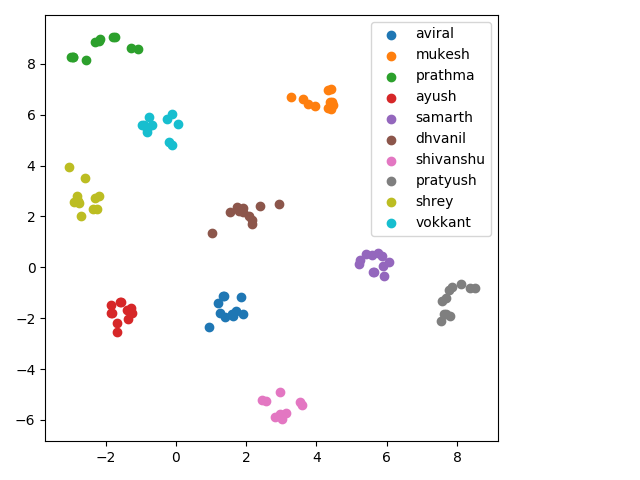 aviral
mukesh
prathma
ayush
samarth
dhvanil
shivanshu
pratyush
shrey
vokkant
8
6
4
2
0
−2
−4
−6
−2 0 2 4 6 8